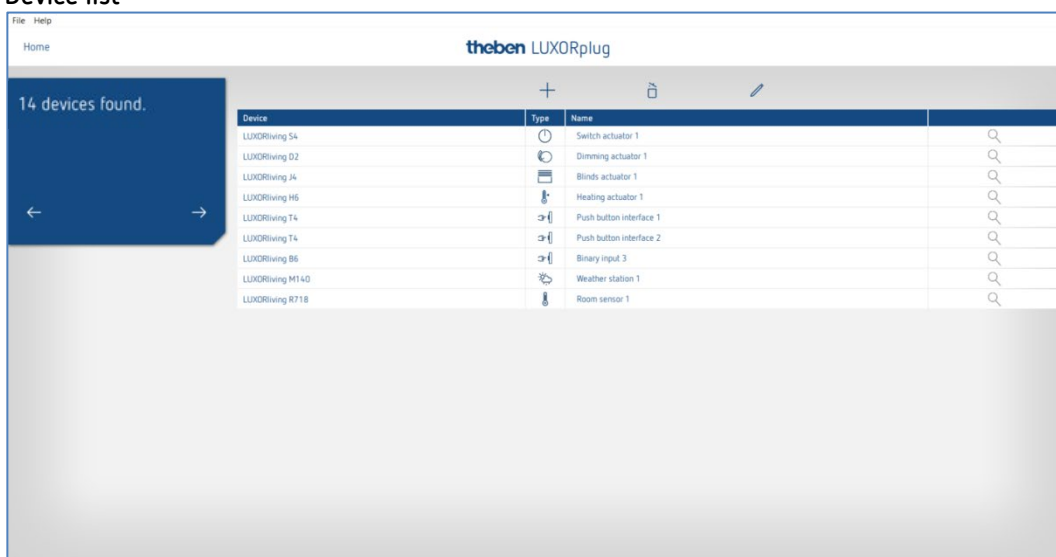 Device list
File Help
Home
theben LUXORplug
14 devices found.
Device Type Name
LUXORliving S4 Switch actuator 1
LUXORliving D2 Dimming actuator 1
LUXORliving J4 Blinds actuator 1
LUXORliving H6 Heating actuator 1
LUXORliving T4 Push button interface 1
LUXORliving T4 Push button interface 2
LUXORliving B6 Binary input 3
LUXORliving M140 Weather station 1
LUXORliving R718 Room sensor 1